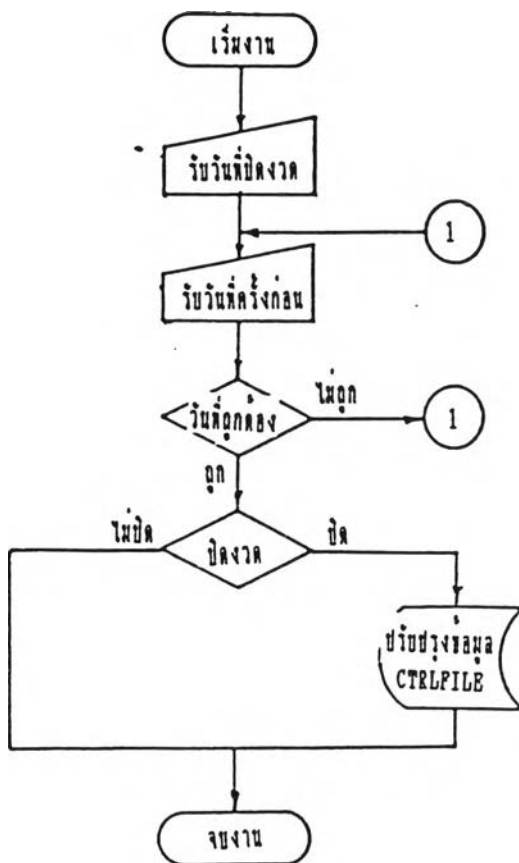 เริ่มงาน
รับวันที่ปิดงวด
1
รับวันที่ครั้งก่อน
วันที่ถูกต้อง
ไม่ถูก
1
ถูก
ไม่ปิด
ปิดงวด
ปิด
ปรับปรุงข้อมูล
CTRLFILE
จบงาน